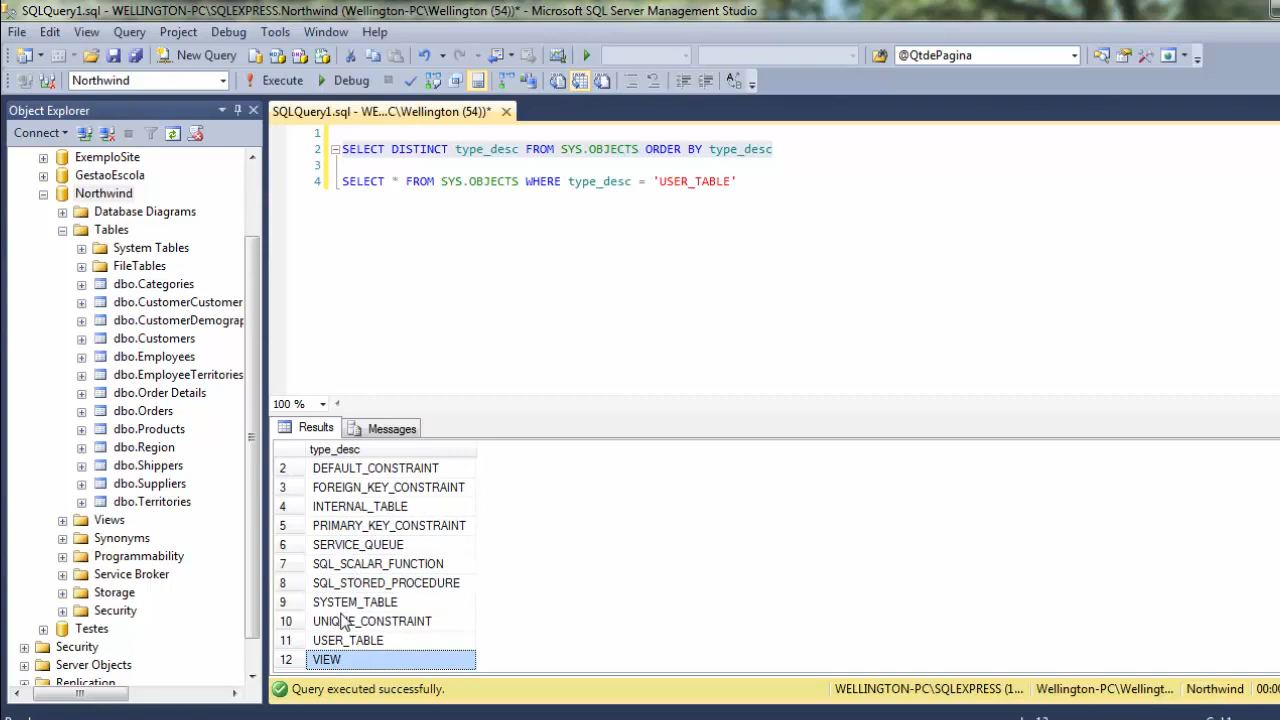 SQLQuery1.sql - WELLINGTON-PC\SQLEXPRESS.Northwind (Wellington-PC\Wellington (54))* - Microsoft SQL Server Management Studio
File Edit View Query Project Debug Tools Window Help
New Query @QtdePagina
Northwind Execute Debug
Object Explorer
SQLQuery1.sql - WE...C\Wellington (54))*
Connect
ExemploSite
GestaoEscola
Northwind
Database Diagrams
Tables
System Tables
FileTables
dbo.Categories
dbo.CustomerCustomer
dbo.CustomerDemograp
dbo.Customers
dbo.Employees
dbo.EmployeeTerritories
dbo.Order Details
dbo.Orders
dbo.Products
dbo.Region
dbo.Shippers
dbo.Suppliers
dbo.Territories
Views
Synonyms
Programmability
Service Broker
Storage
Security
Testes
Security
Server Objects
Replication
1
2 SELECT DISTINCT type_desc FROM SYS.OBJECTS ORDER BY type_desc
3
4 SELECT * FROM SYS.OBJECTS WHERE type_desc = 'USER_TABLE'
100 %
Results Messages
type_desc
2 DEFAULT_CONSTRAINT
3 FOREIGN_KEY_CONSTRAINT
4 INTERNAL_TABLE
5 PRIMARY_KEY_CONSTRAINT
6 SERVICE_QUEUE
7 SQL_SCALAR_FUNCTION
8 SQL_STORED_PROCEDURE
9 SYSTEM_TABLE
10 UNIQUE_CONSTRAINT
11 USER_TABLE
12 VIEW
Query executed successfully. WELLINGTON-PC\SQLEXPRESS (1... Wellington-PC\Wellingt... Northwind 00:0